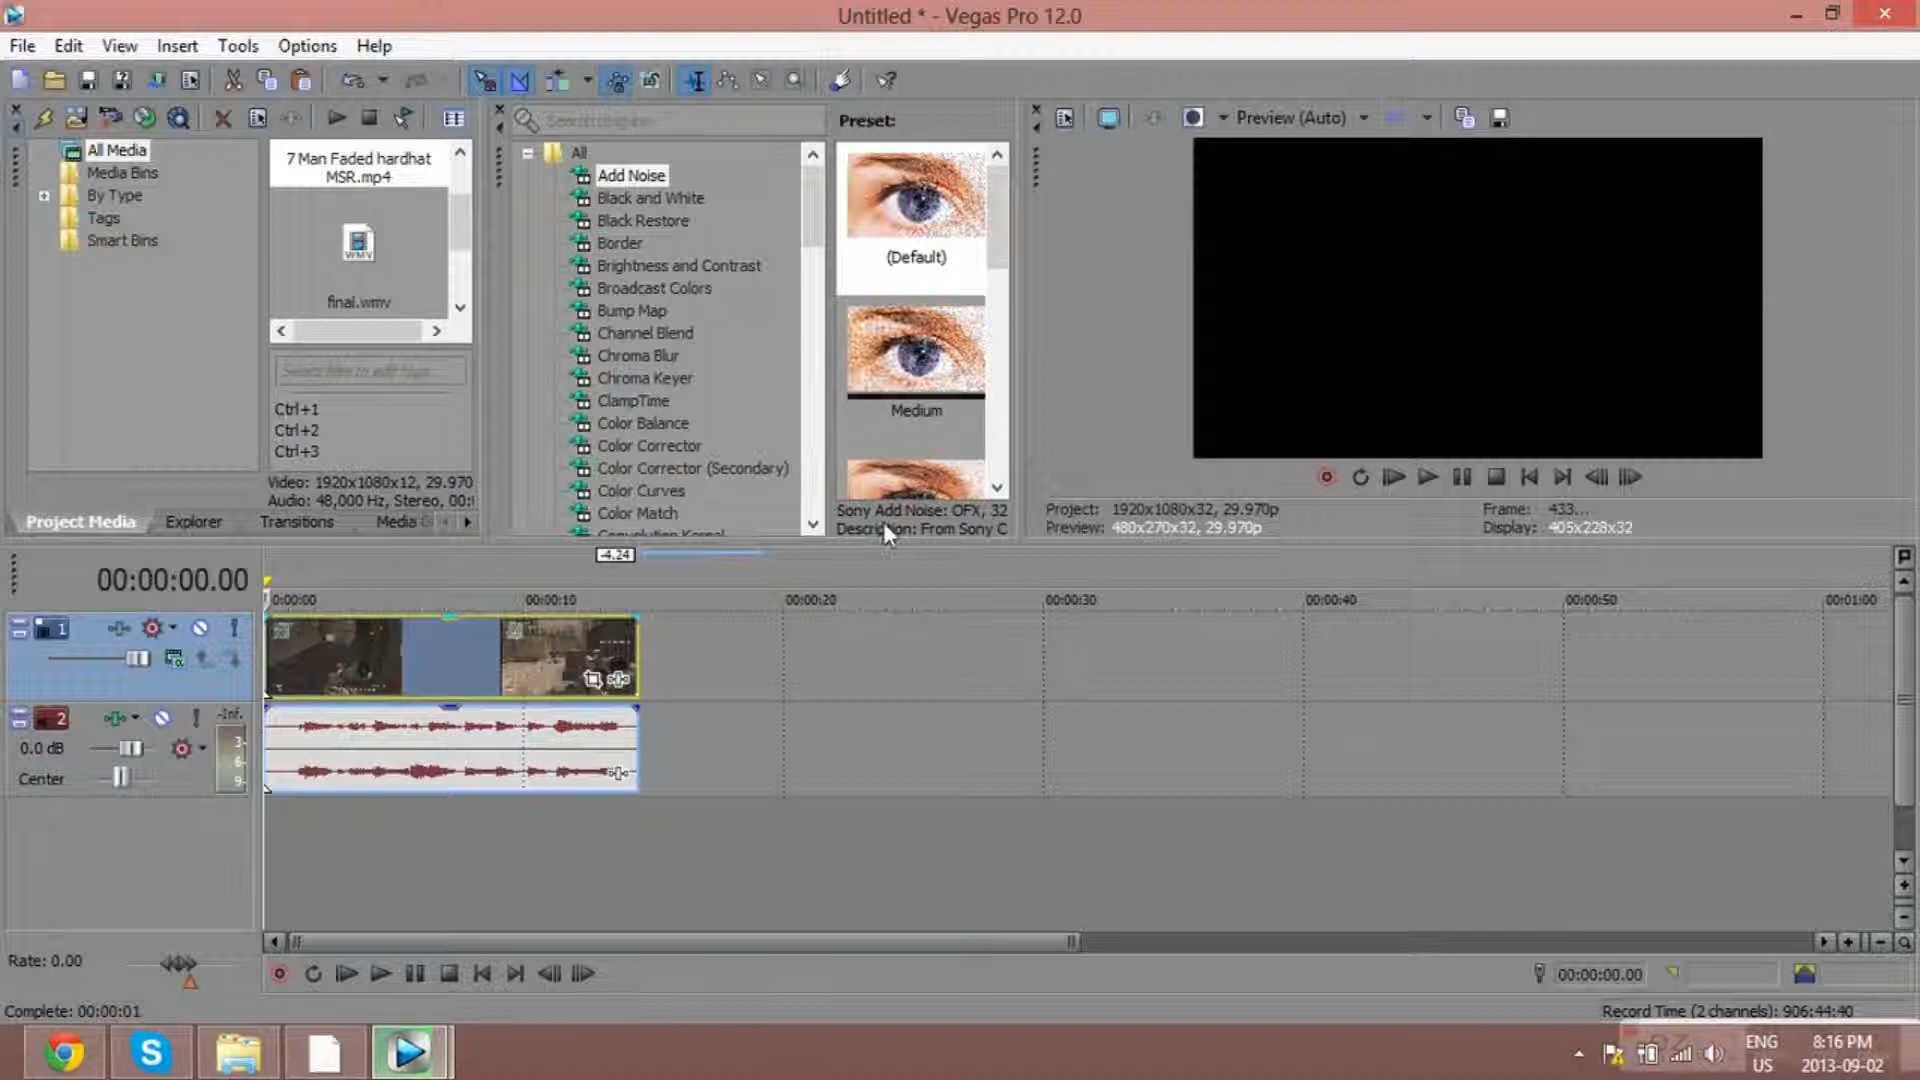 Untitled * - Vegas Pro 12.0
File Edit View Insert Tools Options Help
Preset:
Preview (Auto)
All Media
Media Bins
By Type
Tags
Smart Bins
7 Man Faded hardhat
MSR.mp4
WMV
final.wmv
Ctrl+1
Ctrl+2
Ctrl+3
Video: 1920x1080x12, 29.970
Audio: 48,000 Hz, Stereo, 00:
Project Media Explorer Transitions Media
All
Add Noise
Black and White
Black Restore
Border
Brightness and Contrast
Broadcast Colors
Bump Map
Channel Blend
Chroma Blur
Chroma Keyer
ClampTime
Color Balance
Color Corrector
Color Corrector (Secondary)
Color Curves
Color Match
(Default)
Medium
Sony Add Noise: OFX, 32
Description: From Sony C
Project: 1920x1080x32, 29.970p
Preview: 480x270x32, 29.970p
Frame: 433...
Display: 405x228x32
-4.24
00:00:00.00
0:00:00 00:00:10 00:00:20 00:00:30 00:00:40 00:00:50 00:01:00
1
2
-Inf.
0.0 dB
Center
3
6
9
Rate: 0.00
00:00:00.00
Complete: 00:00:01
Record Time (2 channels): 906:44:40
ENG
US
8:16 PM
2013-09-02